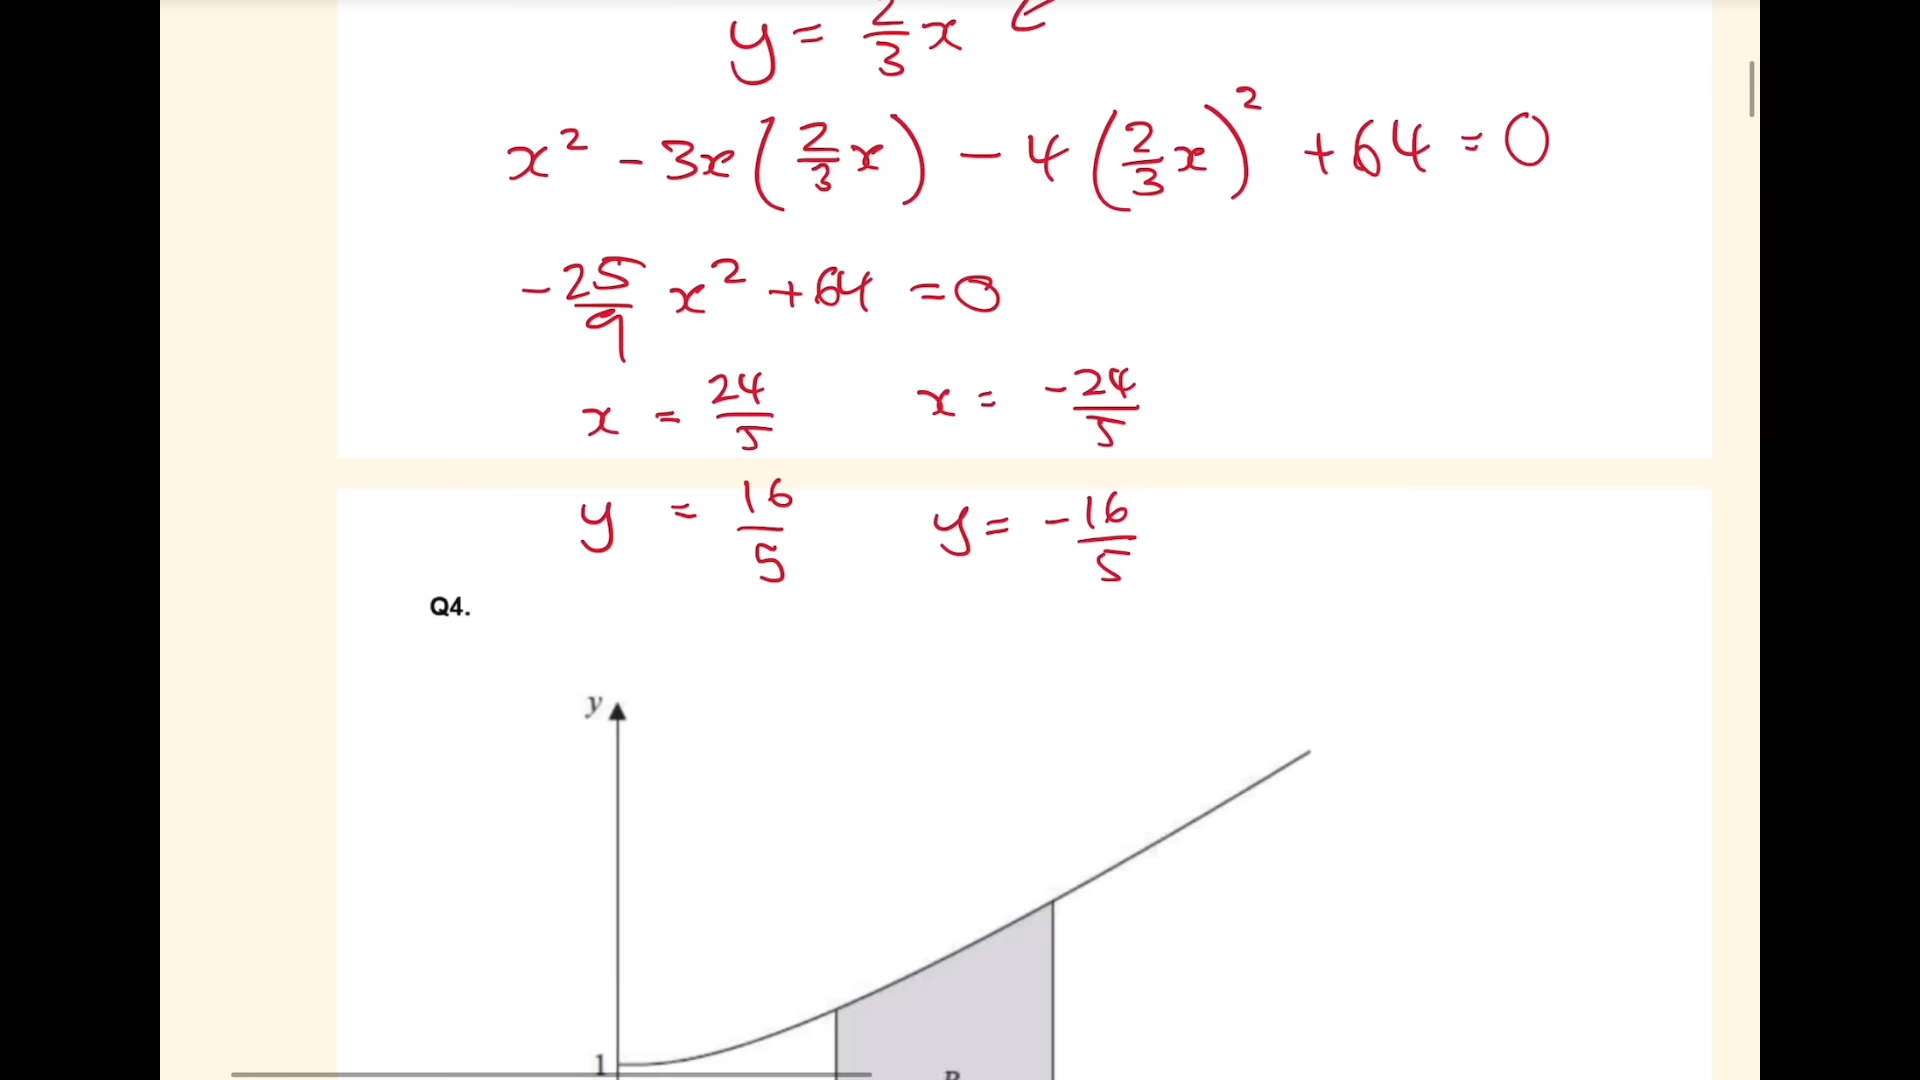 y = 2/3 x
x² - 3x(2/3 x) - 4(2/3 x)² + 64 = 0
-25/9 x² + 64 = 0
x = 24/5 x = -24/5
y = 16/5 y = -16/5
Q4.
y
1